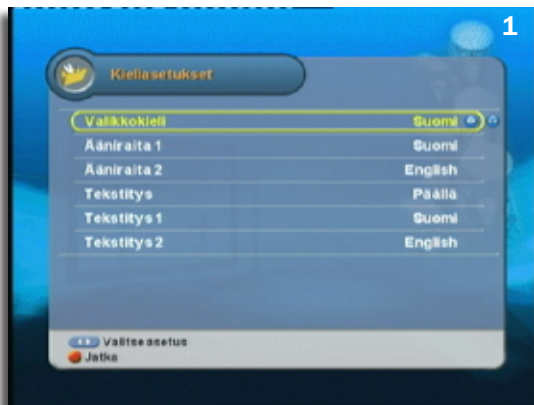 1
Kieliasetukset
Valikkokieli Suomi
Ääniraita 1 Suomi
Ääniraita 2 English
Tekstitys Päällä
Tekstitys 1 Suomi
Tekstitys 2 English
Valitse asetus
Jatka